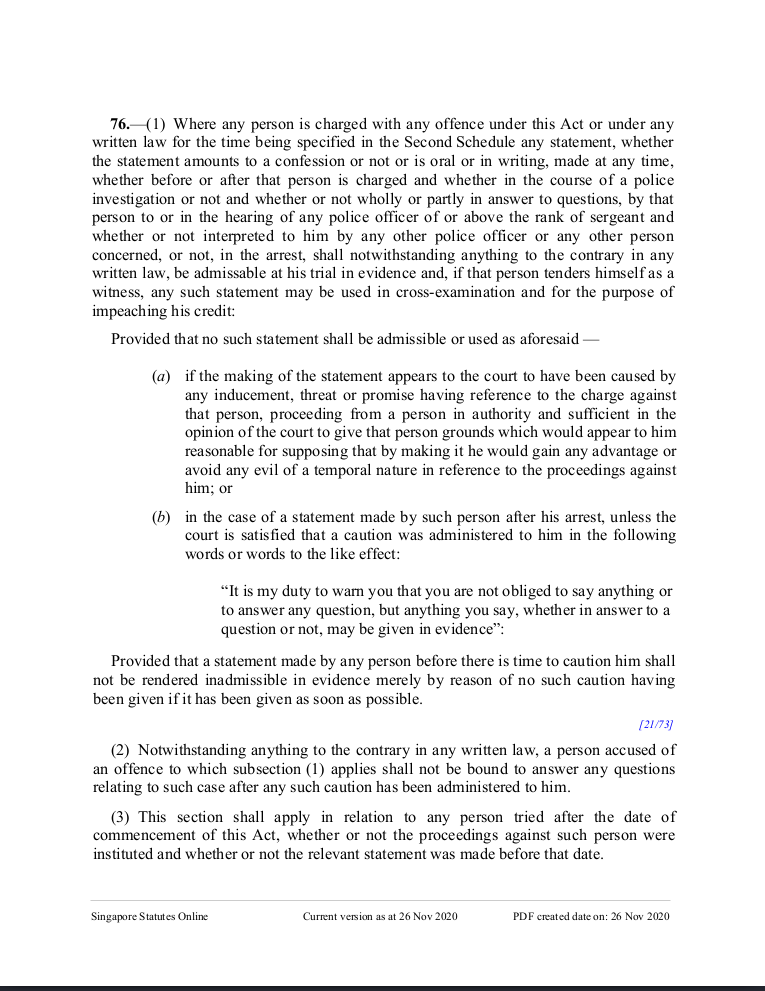 76.—(1) Where any person is charged with any offence under this Act or under any
written law for the time being specified in the Second Schedule any statement, whether
the statement amounts to a confession or not or is oral or in writing, made at any time,
whether before or after that person is charged and whether in the course of a police
investigation or not and whether or not wholly or partly in answer to questions, by that
person to or in the hearing of any police officer of or above the rank of sergeant and
whether or not interpreted to him by any other police officer or any other person
concerned, or not, in the arrest, shall notwithstanding anything to the contrary in any
written law, be admissable at his trial in evidence and, if that person tenders himself as a
witness, any such statement may be used in cross-examination and for the purpose of
impeaching his credit:
Provided that no such statement shall be admissible or used as aforesaid —
(a) if the making of the statement appears to the court to have been caused by
any inducement, threat or promise having reference to the charge against
that person, proceeding from a person in authority and sufficient in the
opinion of the court to give that person grounds which would appear to him
reasonable for supposing that by making it he would gain any advantage or
avoid any evil of a temporal nature in reference to the proceedings against
him; or
(b) in the case of a statement made by such person after his arrest, unless the
court is satisfied that a caution was administered to him in the following
words or words to the like effect:
“It is my duty to warn you that you are not obliged to say anything or
to answer any question, but anything you say, whether in answer to a
question or not, may be given in evidence”:
Provided that a statement made by any person before there is time to caution him shall
not be rendered inadmissible in evidence merely by reason of no such caution having
been given if it has been given as soon as possible.
[21/73]
(2) Notwithstanding anything to the contrary in any written law, a person accused of
an offence to which subsection (1) applies shall not be bound to answer any questions
relating to such case after any such caution has been administered to him.
(3) This section shall apply in relation to any person tried after the date of
commencement of this Act, whether or not the proceedings against such person were
instituted and whether or not the relevant statement was made before that date.
Singapore Statutes Online Current version as at 26 Nov 2020 PDF created date on: 26 Nov 2020